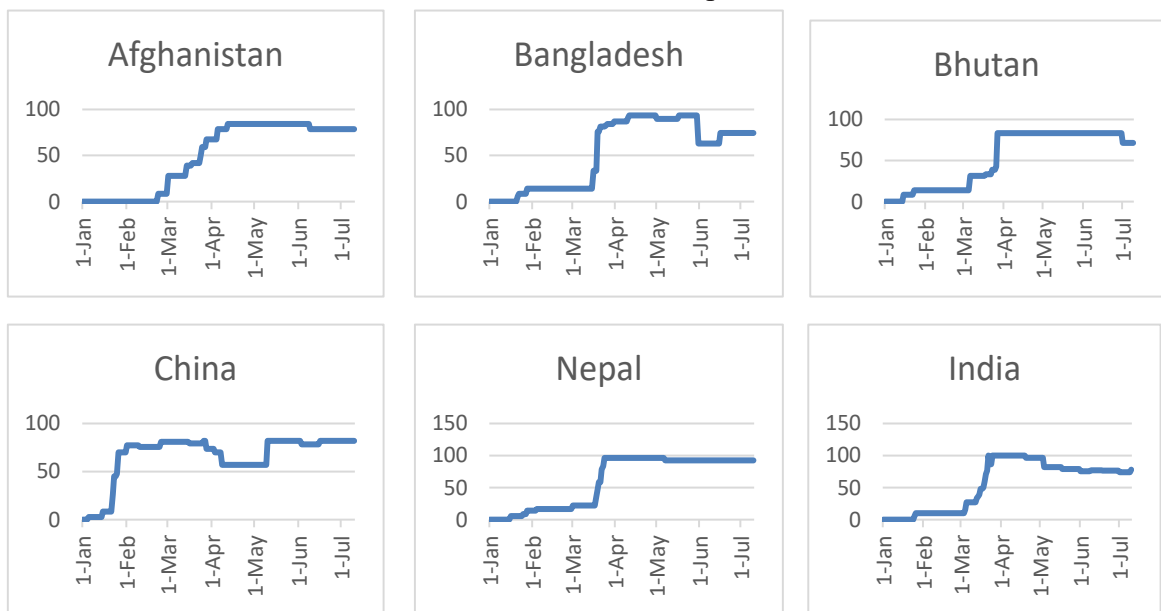 Afghanistan
100
50
0
1-Jan
1-Feb
1-Mar
1-Apr
1-May
1-Jun
1-Jul
Bangladesh
100
50
0
1-Jan
1-Feb
1-Mar
1-Apr
1-May
1-Jun
1-Jul
Bhutan
100
50
0
1-Jan
1-Feb
1-Mar
1-Apr
1-May
1-Jun
1-Jul
China
100
50
0
1-Jan
1-Feb
1-Mar
1-Apr
1-May
1-Jun
1-Jul
Nepal
150
100
50
0
1-Jan
1-Feb
1-Mar
1-Apr
1-May
1-Jun
1-Jul
India
150
100
50
0
1-Jan
1-Feb
1-Mar
1-Apr
1-May
1-Jun
1-Jul